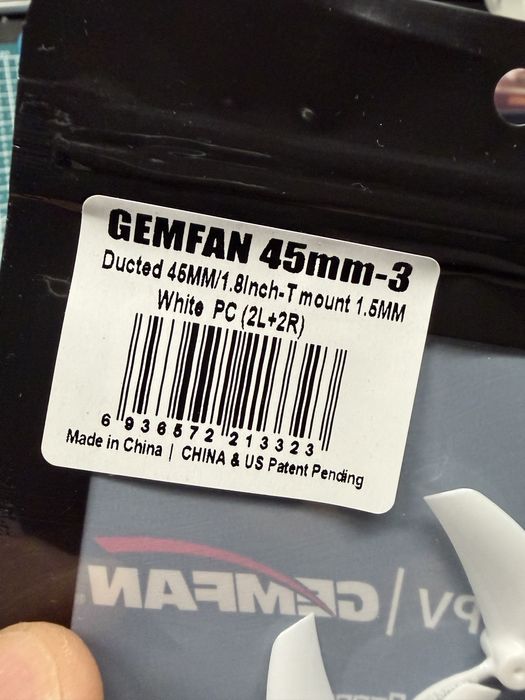 GEMFAN 45mm-3
Ducted 45MM/1.8Inch-T mount 1.5MM
White PC (2L+2R)
6 936572 213323
Made in China | CHINA & US Patent Pending
GEMFAN | FPV